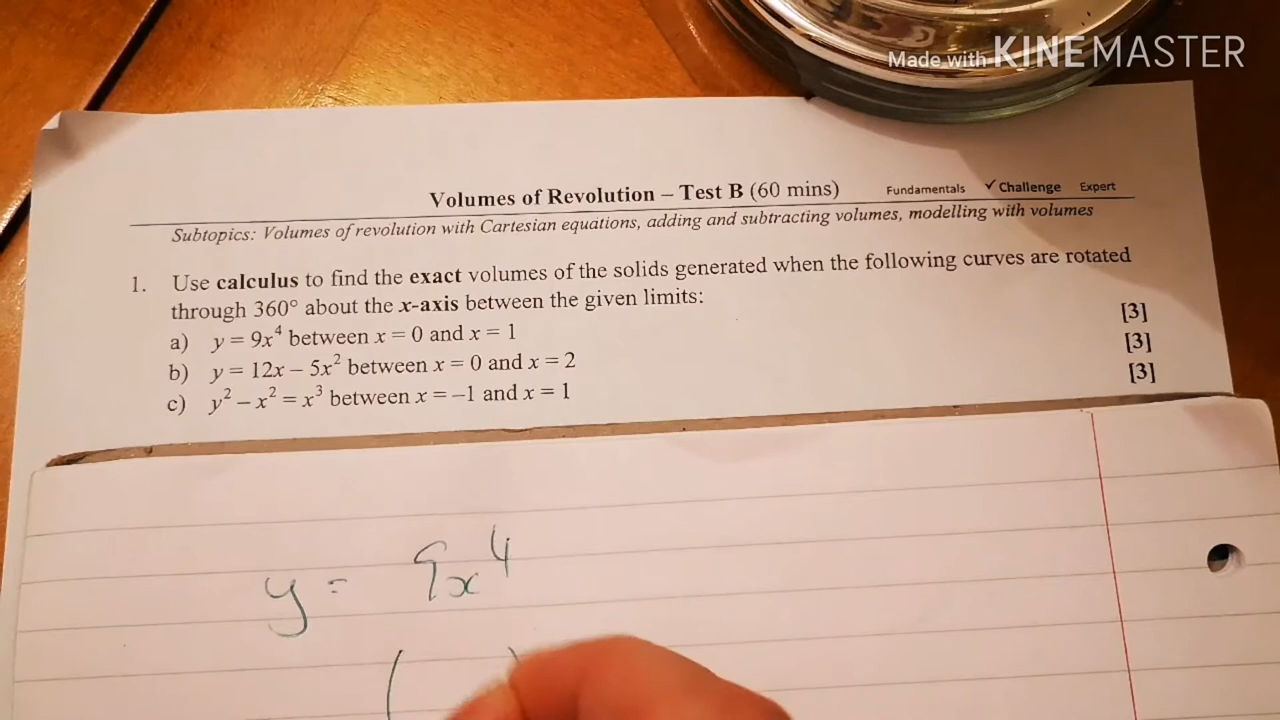 Made with KINEMASTER
Volumes of Revolution – Test B (60 mins) Fundamentals ✓Challenge Expert
Subtopics: Volumes of revolution with Cartesian equations, adding and subtracting volumes, modelling with volumes
1. Use calculus to find the exact volumes of the solids generated when the following curves are rotated
through 360° about the x-axis between the given limits:
a) y = 9x⁴ between x = 0 and x = 1 [3]
b) y = 12x – 5x² between x = 0 and x = 2 [3]
c) y² – x² = x³ between x = –1 and x = 1 [3]
y = 9x⁴
( )